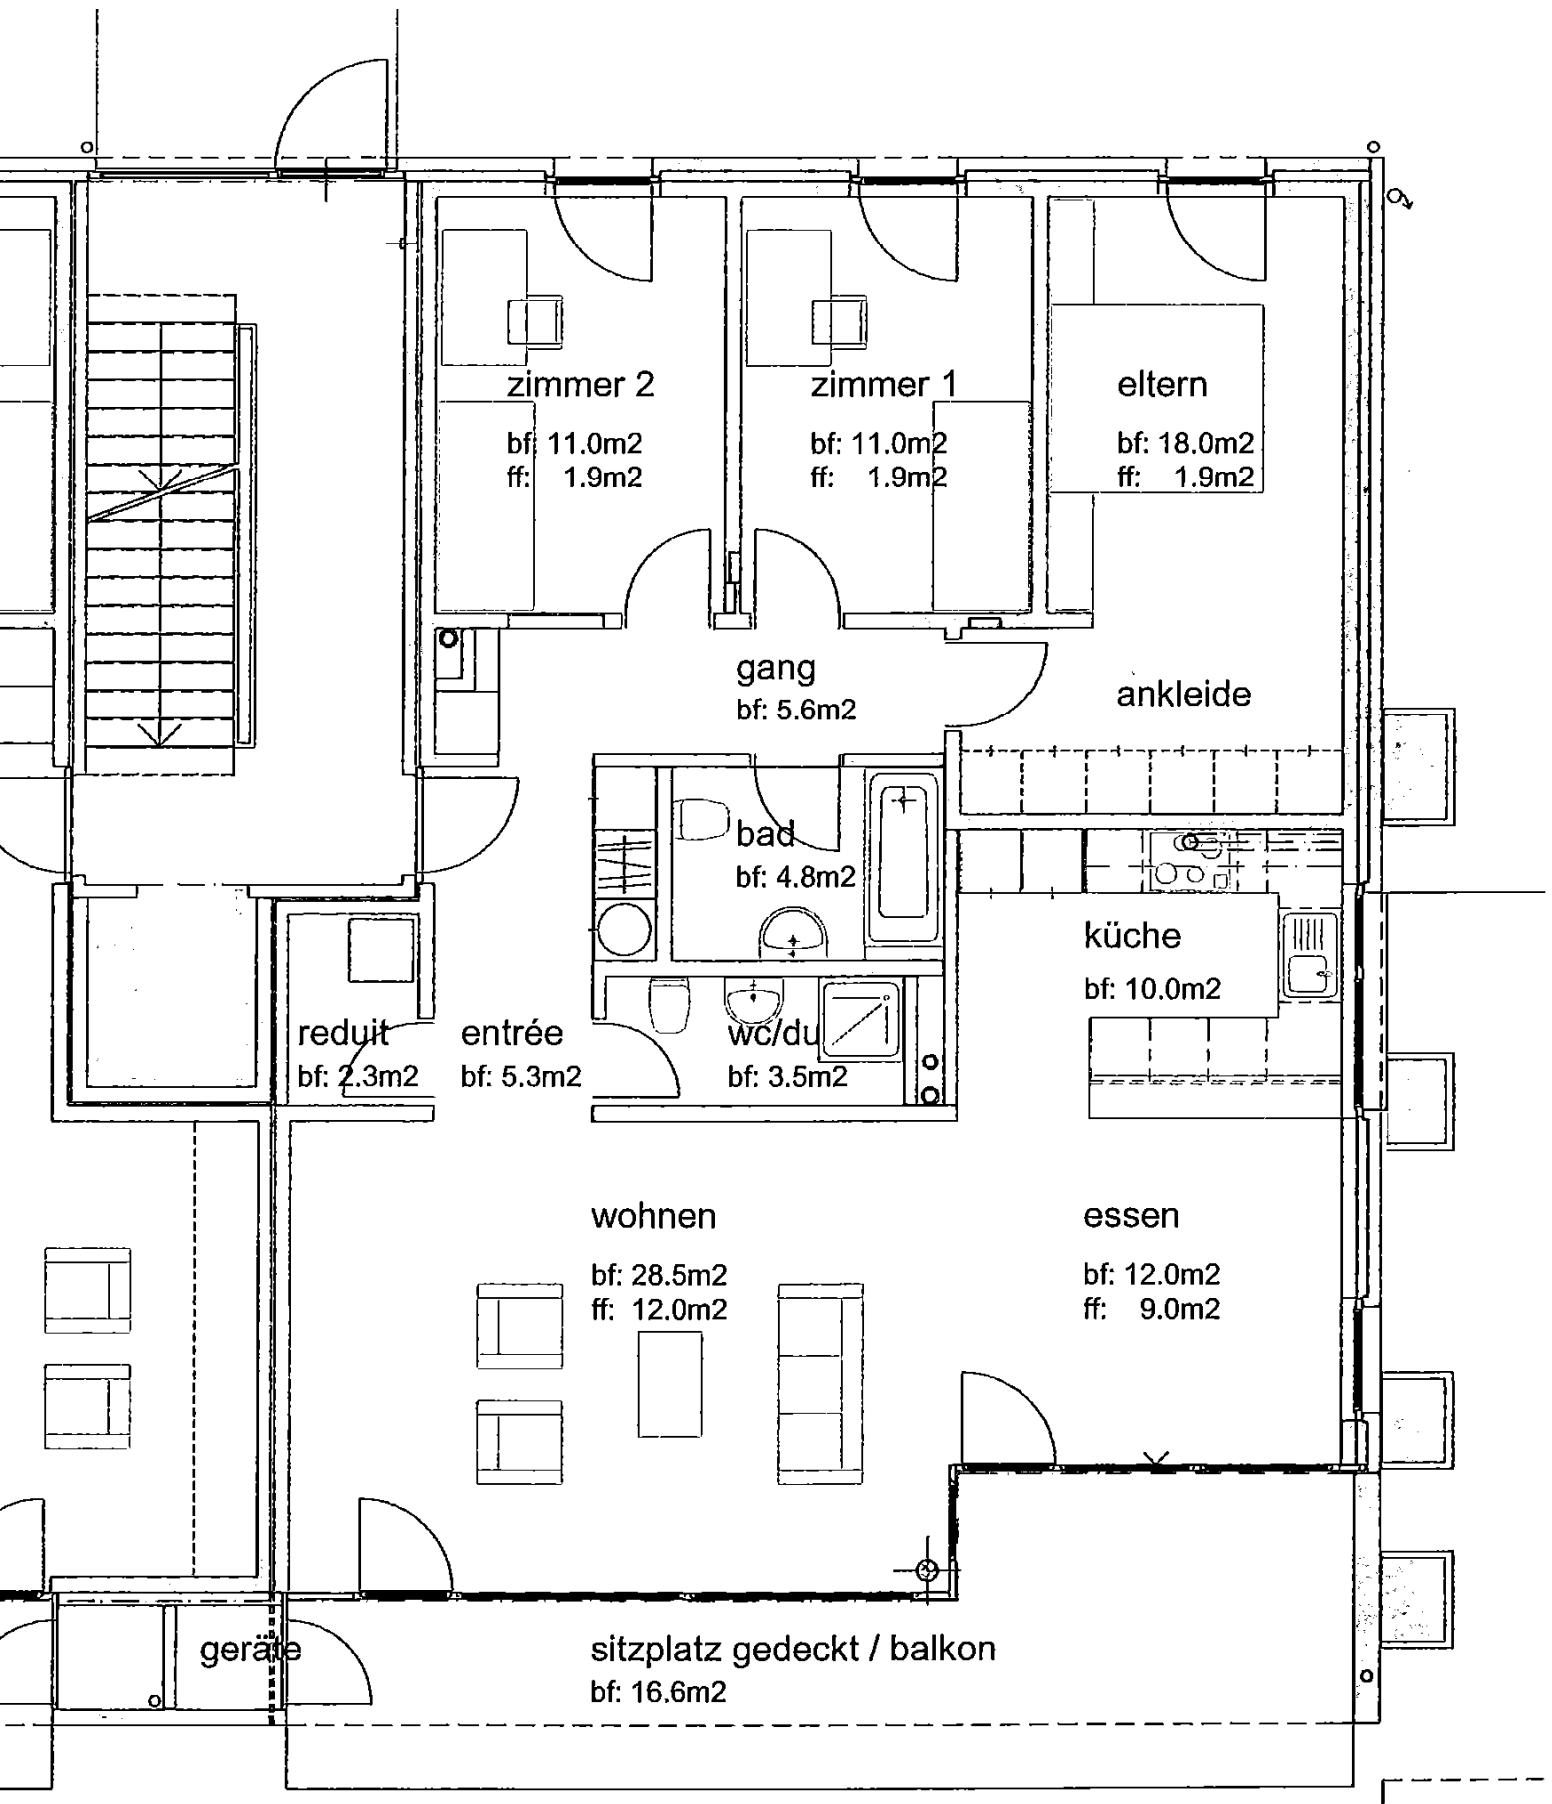 zimmer 2
bf: 11.0m2
ff: 1.9m2
zimmer 1
bf: 11.0m2
ff: 1.9m2
eltern
bf: 18.0m2
ff: 1.9m2
gang
bf: 5.6m2
ankleide
bad
bf: 4.8m2
küche
bf: 10.0m2
reduit
bf: 2.3m2
entrée
bf: 5.3m2
wc/du
bf: 3.5m2
wohnen
bf: 28.5m2
ff: 12.0m2
essen
bf: 12.0m2
ff: 9.0m2
geräte
sitzplatz gedeckt / balkon
bf: 16.6m2